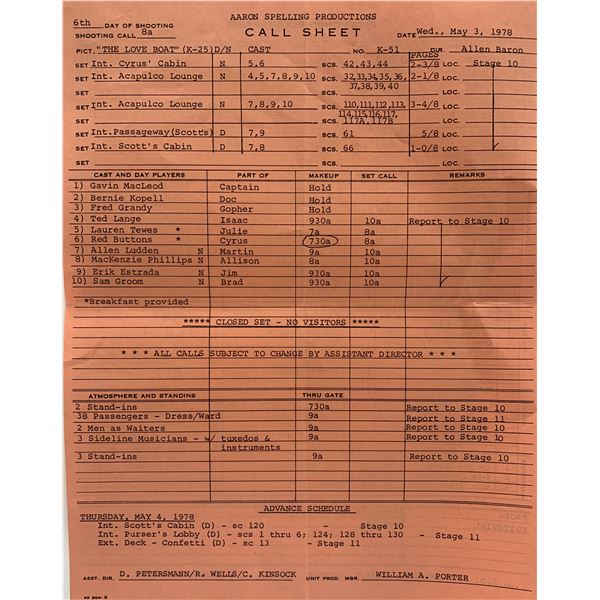 AARON SPELLING PRODUCTIONS
6th DAY OF SHOOTING
SHOOTING CALL 8a
CALL SHEET
DATE Wed., May 3, 1978
PICT. "THE LOVE BOAT" (K-25) D/N CAST NO. K-51 DIR. Allen Baron
PAGES
SET Int. Cyrus' Cabin N 5,6 SCS. 42,43,44 2-3/8 LOC. Stage 10
SET Int. Acapulco Lounge N 4,5,7,8,9,10 SCS. 32,33,34,35,36, 2-1/8 LOC.
SET SCS. 37,38,39,40 LOC.
SET Int. Acapulco Lounge N 7,8,9,10 SCS. 110,111,112,113, 3-4/8 LOC.
SET SCS. 114,115,116,117, LOC.
117A,117B
SET Int.Passageway(Scott's) D 7,9 SCS. 61 5/8 LOC.
SET Int. Scott's Cabin D 7,8 SCS. 66 1-0/8 LOC.
SET SCS. LOC.
CAST AND DAY PLAYERS PART OF MAKEUP SET CALL REMARKS
1) Gavin MacLeod Captain Hold
2) Bernie Kopell Doc Hold
3) Fred Grandy Gopher Hold
4) Ted Lange Isaac 930a 10a Report to Stage 10
5) Lauren Tewes * Julie 7a 8a
6) Red Buttons * Cyrus 730a 8a
7) Allen Ludden N Martin 9a 10a
8) MacKenzie Phillips N Allison 8a 10a
9) Erik Estrada N Jim 930a 10a
10) Sam Groom N Brad 930a 10a
*Breakfast provided
***** CLOSED SET - NO VISITORS *****
* * * ALL CALLS SUBJECT TO CHANGE BY ASSISTANT DIRECTOR * * *
ATMOSPHERE AND STANDINS THRU GATE
2 Stand-ins 730a Report to Stage 10
38 Passengers - Dress/Ward 9a Report to Stage 11
2 Men as Waiters 9a Report to Stage 10
3 Sideline Musicians - w/ tuxedos & 9a Report to Stage 10
instruments
3 Stand-ins 9a Report to Stage 10
ADVANCE SCHEDULE
THURSDAY, MAY 4, 1978
Int. Scott's Cabin (D) - sc 120 - Stage 10
Int. Purser's Lobby (D) - scs 1 thru 6; 124; 128 thru 130 - Stage 11
Ext. Deck - Confetti (D) - sc 13 - Stage 11
ASST. DIR. D. PETERSMANN/R. WELLS/C. KINSOCK UNIT PROD. MGR. WILLIAM A. PORTER